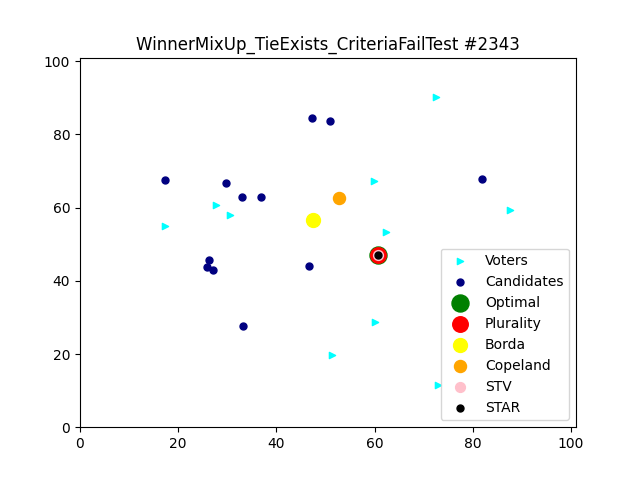 WinnerMixUp_TieExists_CriteriaFailTest #2343
100
80
60
40
20
0
0 20 40 60 80 100
Voters
Candidates
Optimal
Plurality
Borda
Copeland
STV
STAR